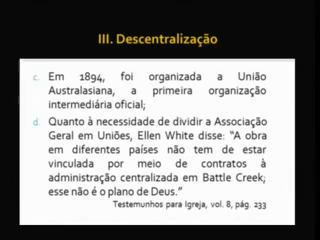 III. Descentralização
c. Em 1894, foi organizada a União
Australasiana, a primeira organização
intermediária oficial;
d. Quanto à necessidade de dividir a Associação
Geral em Uniões, Ellen White disse: “A obra
em diferentes países não tem de estar
vinculada por meio de contratos à
administração centralizada em Battle Creek;
esse não é o plano de Deus.”
Testemunhos para Igreja, vol. 8, pág. 233